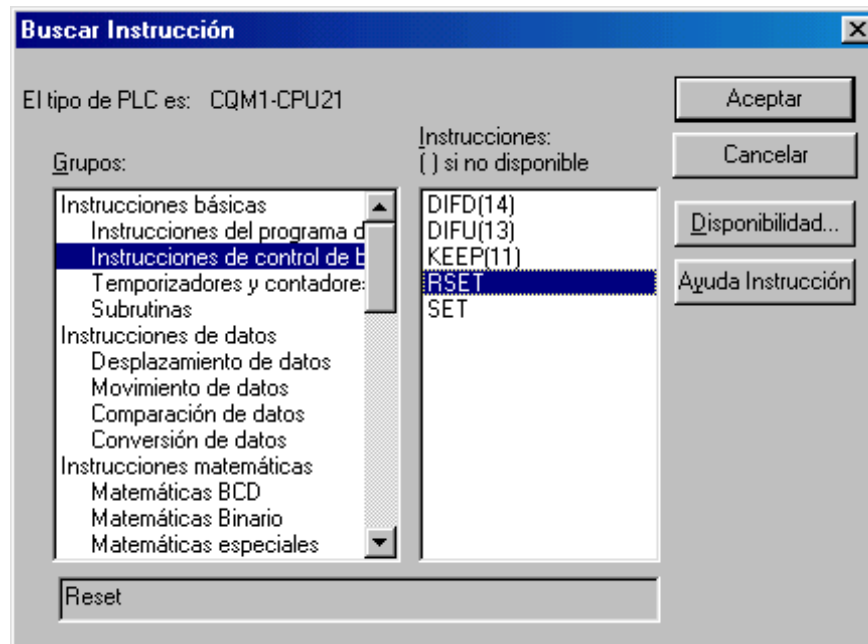 Buscar Instrucción
El tipo de PLC es: CQM1-CPU21
Grupos:
Instrucciones básicas
Instrucciones del programa d
Instrucciones de control de b
Temporizadores y contadore
Subrutinas
Instrucciones de datos
Desplazamiento de datos
Movimiento de datos
Comparación de datos
Conversión de datos
Instrucciones matemáticas
Matemáticas BCD
Matemáticas Binario
Matemáticas especiales
Instrucciones:
( ) si no disponible
DIFD(14)
DIFU(13)
KEEP(11)
RSET
SET
Aceptar
Cancelar
Disponibilidad...
Ayuda Instrucción
Reset